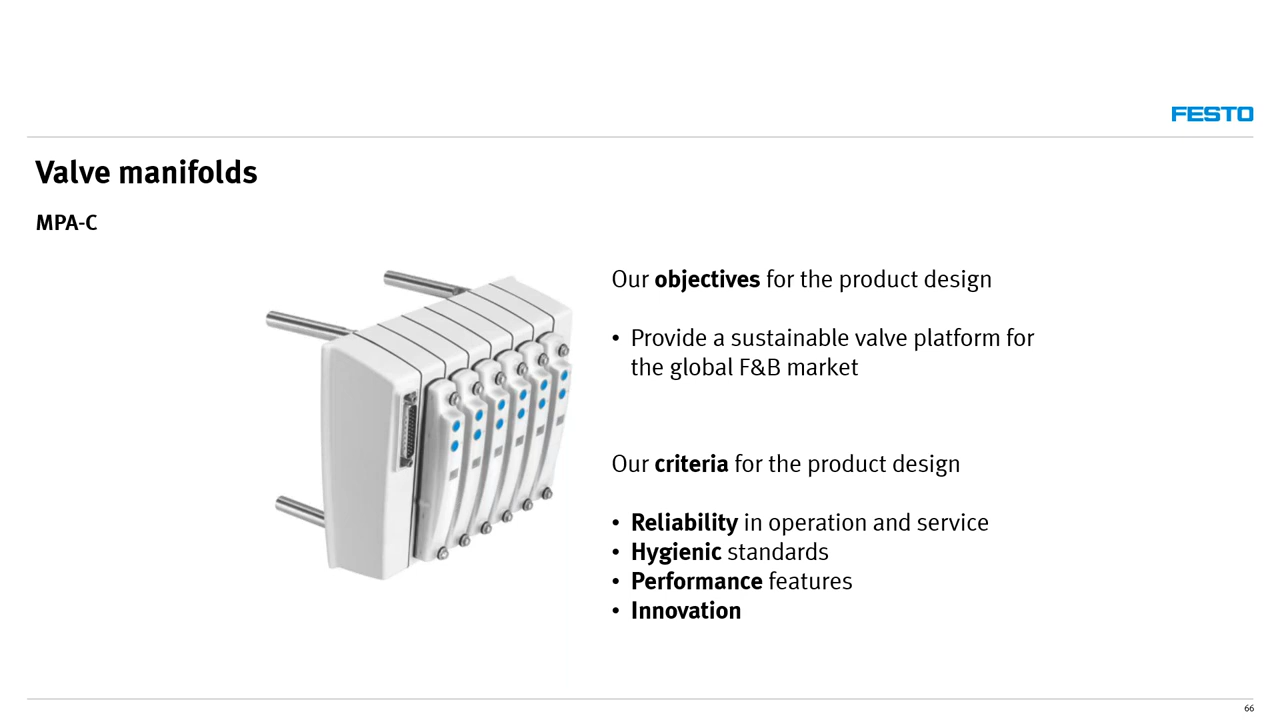 FESTO
Valve manifolds
MPA-C
Our objectives for the product design
• Provide a sustainable valve platform for
the global F&B market
Our criteria for the product design
• Reliability in operation and service
• Hygienic standards
• Performance features
• Innovation
66